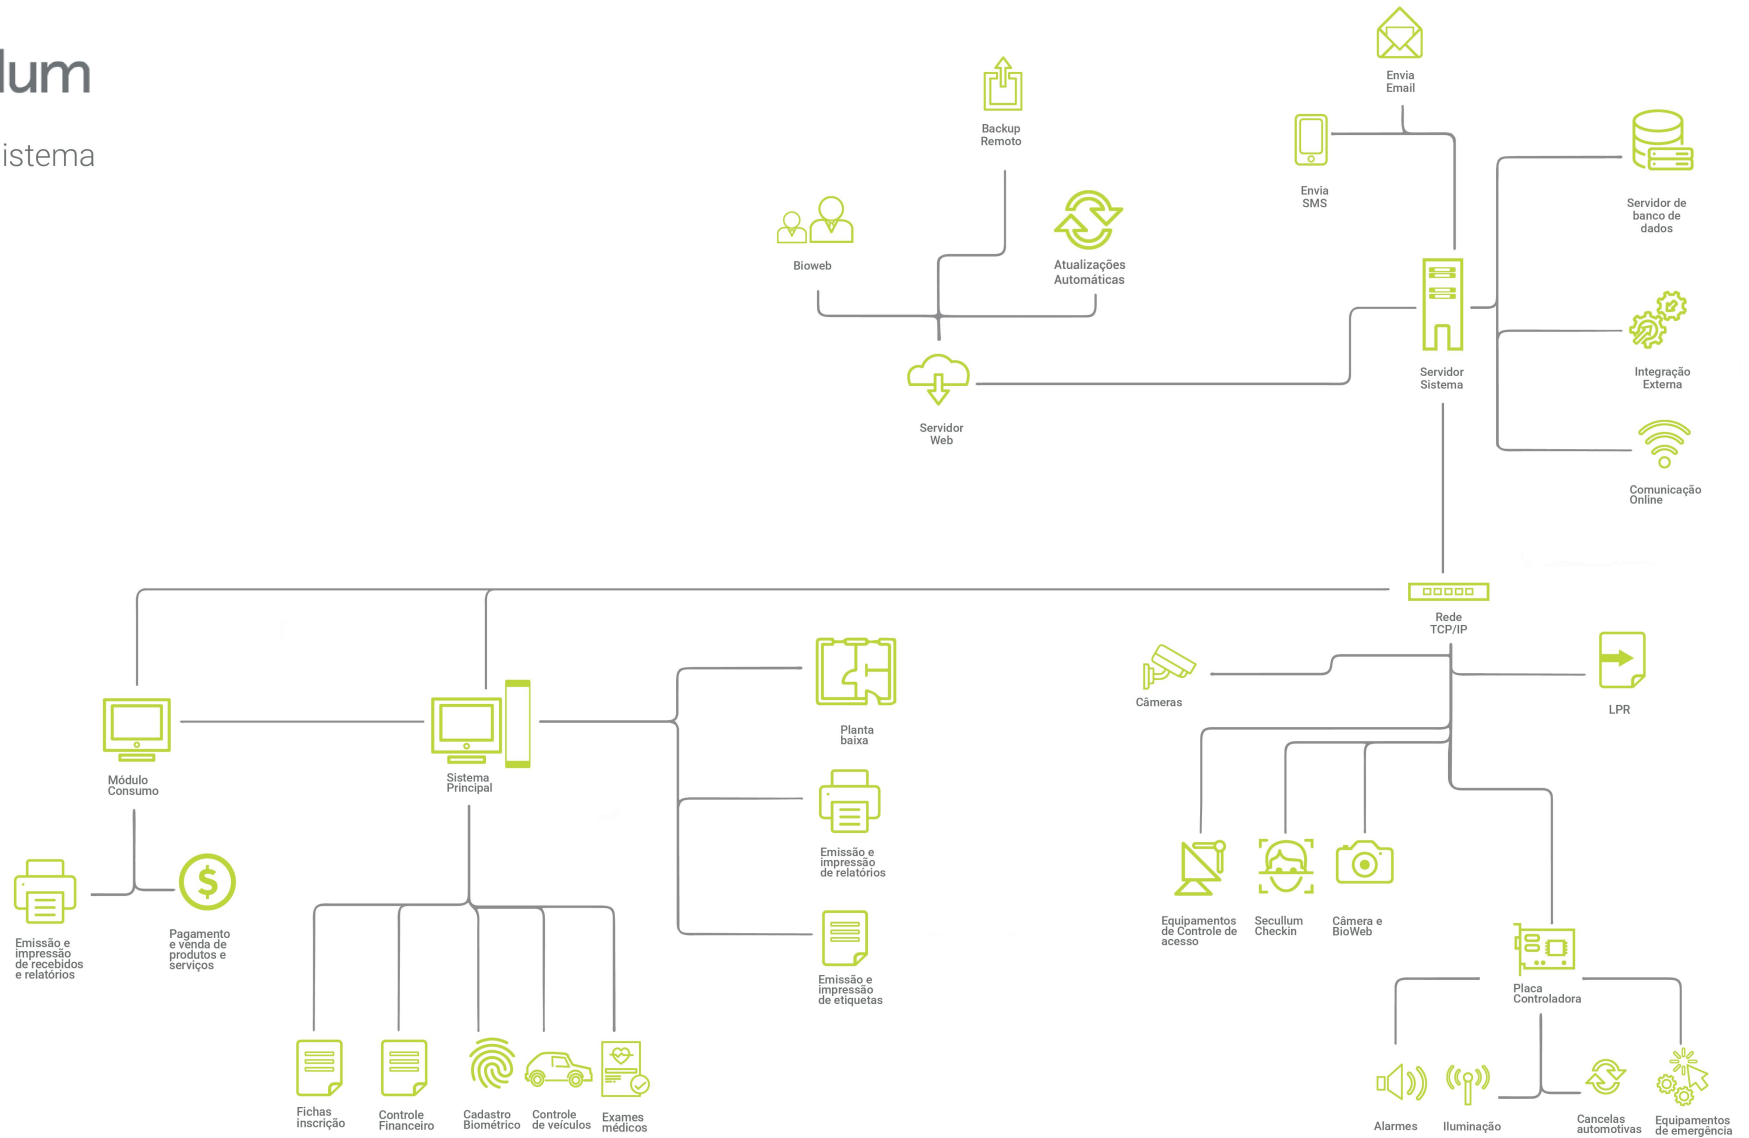 lum
istema
Envia
Email
Backup
Remoto
Envia
SMS
Servidor de
banco de
dados
Bioweb
Atualizações
Automáticas
Servidor
Sistema
Integração
Externa
Servidor
Web
Comunicação
Online
Rede
TCP/IP
Câmeras
LPR
Planta
baixa
Módulo
Consumo
Sistema
Principal
Emissão e
impressão
de relatórios
Emissão e
impressão
de recebidos
e relatórios
Pagamento
e venda de
produtos e
serviços
Equipamentos
de Controle de
acesso
Secullum
Checkin
Câmera e
BioWeb
Emissão e
impressão
de etiquetas
Placa
Controladora
Fichas
inscrição
Controle
Financeiro
Cadastro
Biométrico
Controle
de veículos
Exames
médicos
Alarmes
Iluminação
Cancelas
automotivas
Equipamentos
de emergência